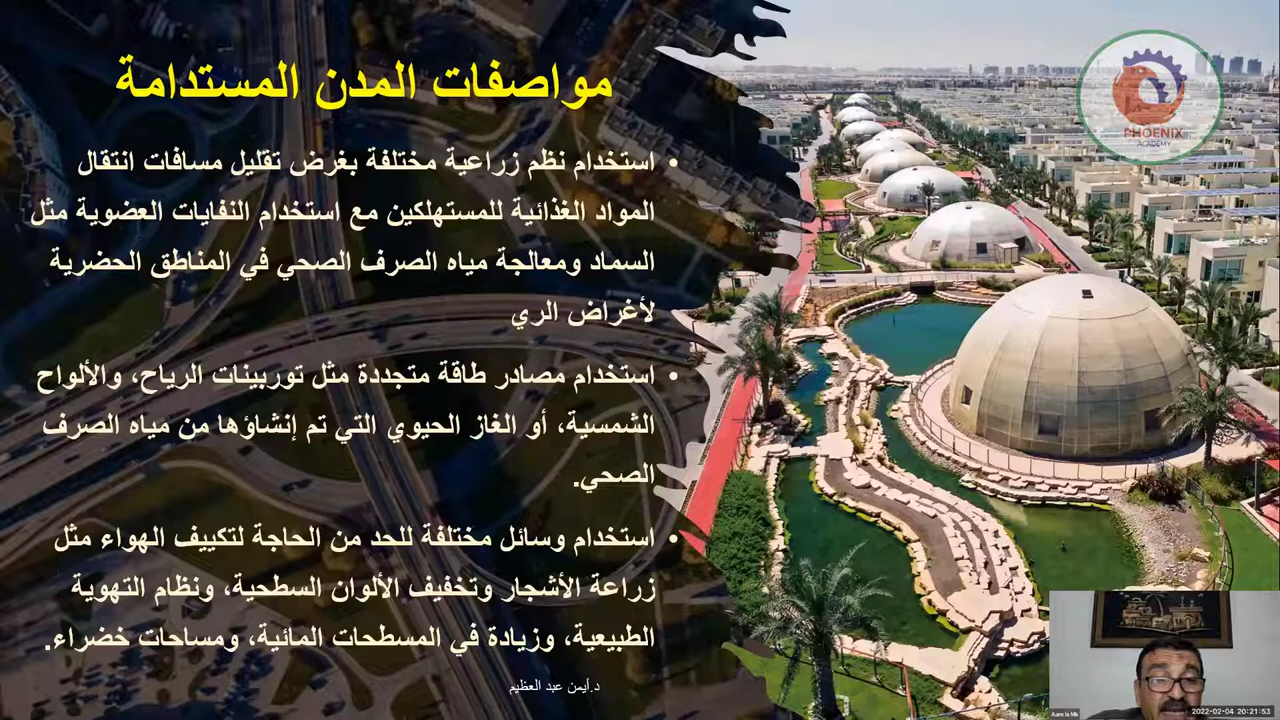 مواصفات المدن المستدامة
• استخدام نظم زراعية مختلفة بغرض تقليل مسافات انتقال
المواد الغذائية للمستهلكين مع استخدام النفايات العضوية مثل
السماد ومعالجة مياه الصرف الصحي في المناطق الحضرية
لأغراض الري
• استخدام مصادر طاقة متجددة مثل توربينات الرياح، والألواح
الشمسية، أو الغاز الحيوي التي تم إنشاؤها من مياه الصرف
الصحي.
• استخدام وسائل مختلفة للحد من الحاجة لتكييف الهواء مثل
زراعة الأشجار وتخفيف الألوان السطحية، ونظام التهوية
الطبيعية، وزيادة في المسطحات المائية، ومساحات خضراء.
د.أيمن عبد العظيم
PHOENIX
ACADEMY
2022-02-04 20:21:53